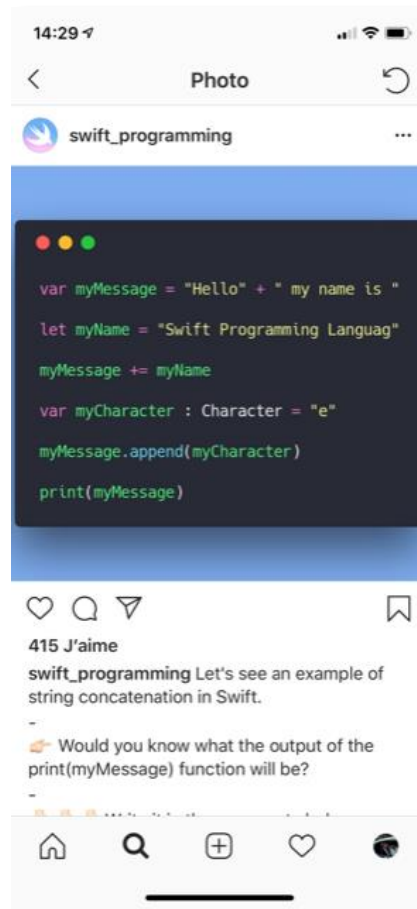 14:29
Photo
swift_programming
var myMessage = "Hello" + " my name is "
let myName = "Swift Programming Languag"
myMessage += myName
var myCharacter : Character = "e"
myMessage.append(myCharacter)
print(myMessage)
415 J'aime
swift_programming Let's see an example of
string concatenation in Swift.
-
👉🏻 Would you know what the output of the
print(myMessage) function will be?
-